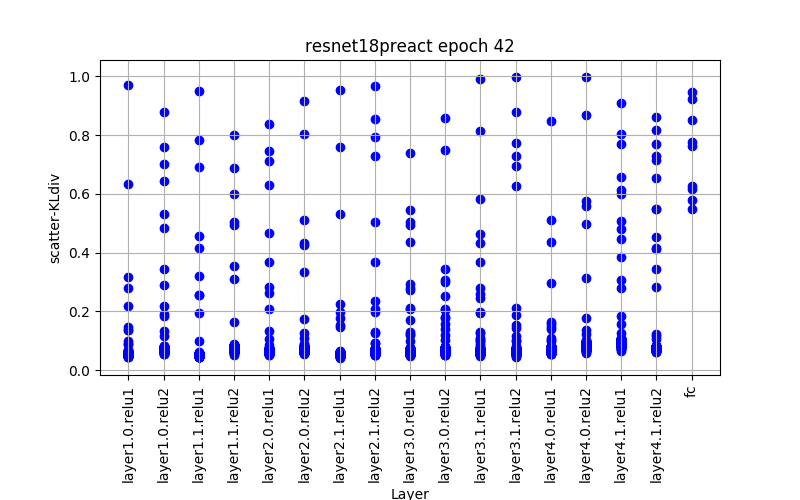 resnet18preact epoch 42
scatter-KLdiv
1.0
0.8
0.6
0.4
0.2
0.0
layer1.0.relu1
layer1.0.relu2
layer1.1.relu1
layer1.1.relu2
layer2.0.relu1
layer2.0.relu2
layer2.1.relu1
layer2.1.relu2
layer3.0.relu1
layer3.0.relu2
layer3.1.relu1
layer3.1.relu2
layer4.0.relu1
layer4.0.relu2
layer4.1.relu1
layer4.1.relu2
fc
Layer